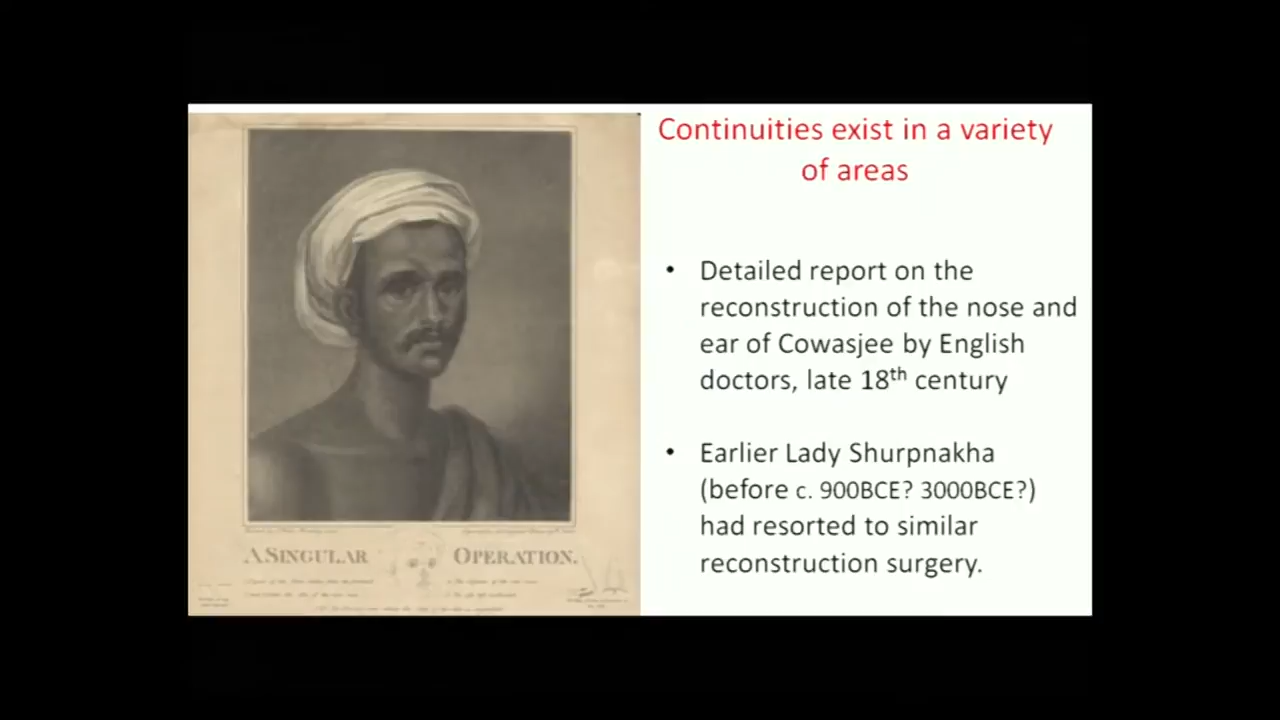 Continuities exist in a variety
of areas
• Detailed report on the
reconstruction of the nose and
ear of Cowasjee by English
doctors, late 18th century
• Earlier Lady Shurpnakha
(before c. 900BCE? 3000BCE?)
had resorted to similar
reconstruction surgery.
A SINGULAR OPERATION.